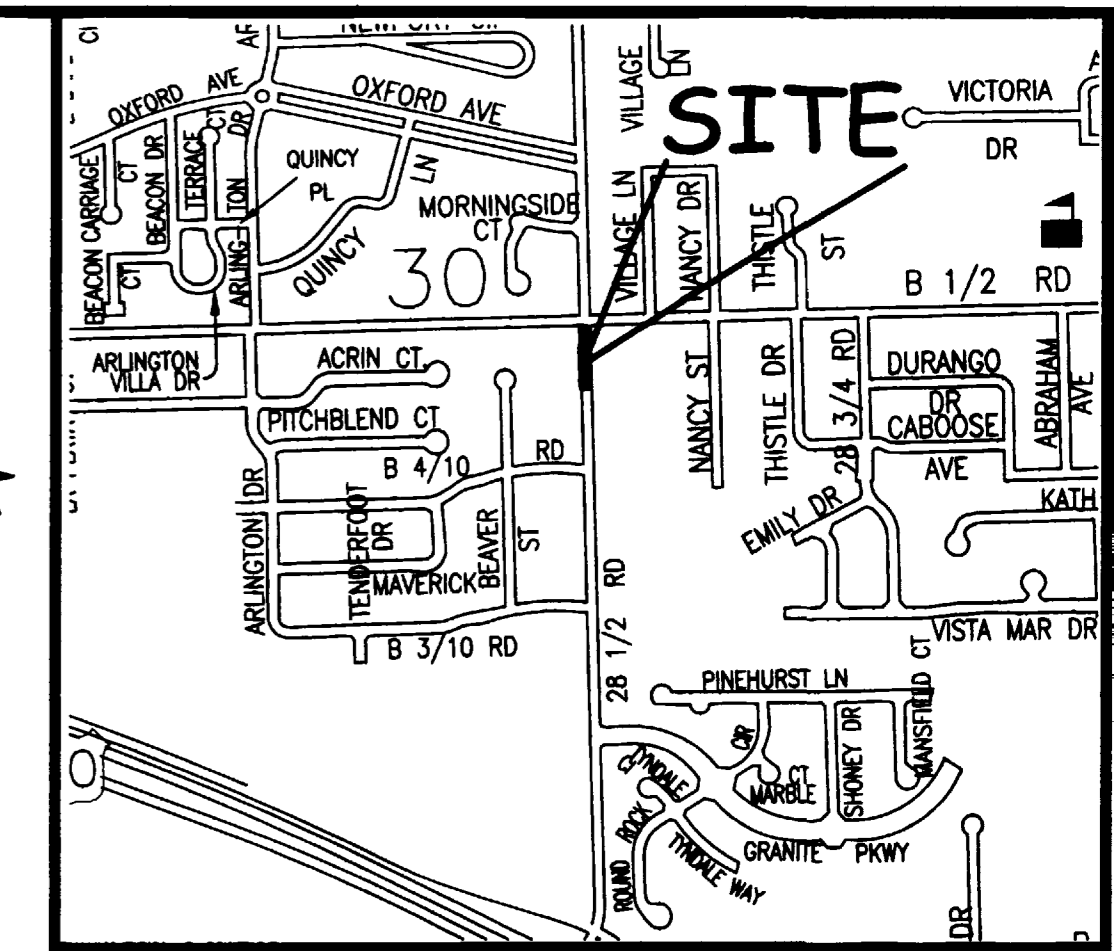 OXFORD AVE
OXFORD AVE
VILLAGE
LN
SITE
VICTORIA
DR
BEACON CARRIAGE
CT
BEACON DR
TERRACE
CT
DR
ARLING-
TON
QUINCY
PL
QUINCY
LN
MORNINGSIDE
CT
30
VILLAGE LN
NANCY DR
THISTLE
ST
B 1/2 RD
CT
ARLINGTON
VILLA DR
ACRIN CT.
PITCHBLEND CT
B 4/10
RD
NANCY ST
THISTLE DR
28 3/4 RD
DURANGO
DR
CABOOSE
AVE
ABRAHAM
AVE
KATH
ARLINGTON DR
TENDERFOOT
DR
MAVERICK
BEAVER
ST
EMILY DR
B 3/10 RD
28 1/2 RD
VISTA MAR DR
PINEHURST LN
MANSFIELD CT
SHONEY DR
CIR
CT
MARBLE
TYNDALE
CT
ROUND ROCK
TYNDALE WAY
GRANITE PKWY
DR